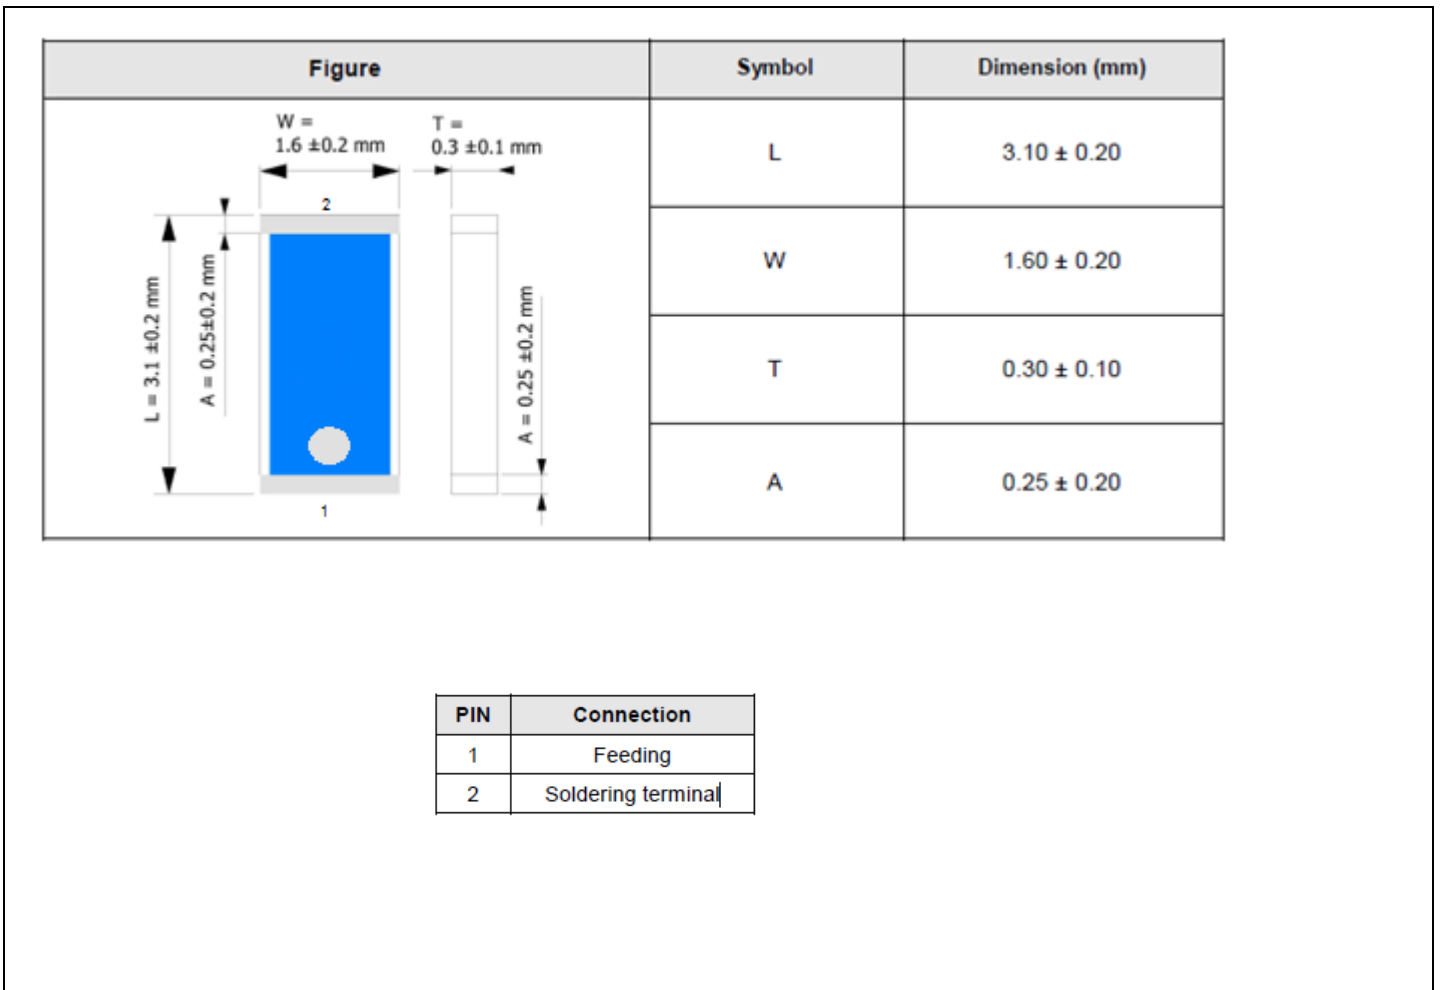 Figure Symbol Dimension (mm)
W =
1.6 ±0.2 mm
T =
0.3 ±0.1 mm
2
L = 3.1 ±0.2 mm
A = 0.25±0.2 mm
A = 0.25 ±0.2 mm
1
L 3.10 ± 0.20
W 1.60 ± 0.20
T 0.30 ± 0.10
A 0.25 ± 0.20
PIN Connection
1 Feeding
2 Soldering terminal